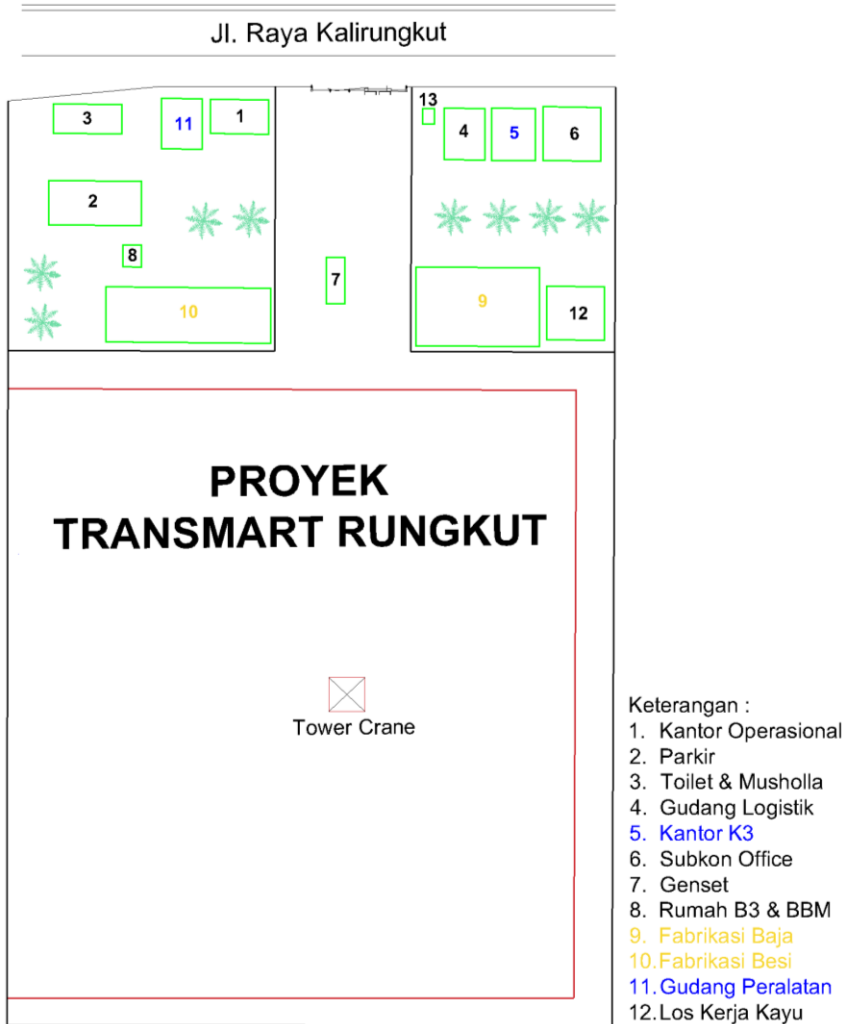 Jl. Raya Kalirungkut
13
3
11
1
4
5
6
2
8
7
10
9
12
PROYEK
TRANSMART RUNGKUT
Tower Crane
Keterangan :
1. Kantor Operasional
2. Parkir
3. Toilet & Musholla
4. Gudang Logistik
5. Kantor K3
6. Subkon Office
7. Genset
8. Rumah B3 & BBM
9. Fabrikasi Baja
10. Fabrikasi Besi
11. Gudang Peralatan
12. Los Kerja Kayu